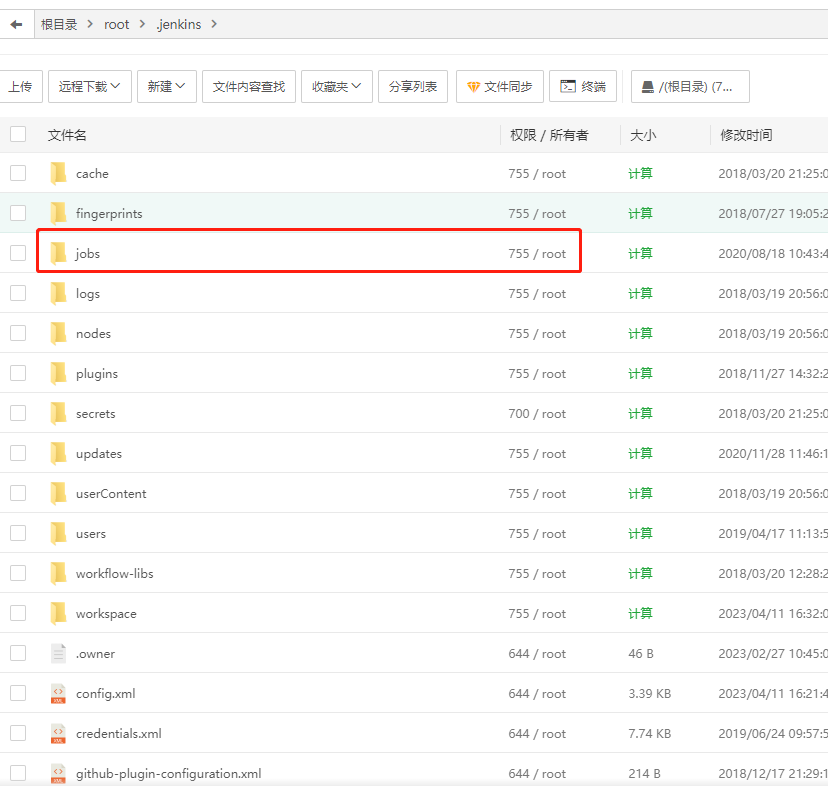 根目录 > root > .jenkins >
上传 远程下载 新建 文件内容查找 收藏夹 分享列表 文件同步 终端 /(根目录) (7...
文件名 权限 / 所有者 大小 修改时间
cache 755 / root 计算 2018/03/20 21:25:0
fingerprints 755 / root 计算 2018/07/27 19:05:2
jobs 755 / root 计算 2020/08/18 10:43:4
logs 755 / root 计算 2018/03/19 20:56:0
nodes 755 / root 计算 2018/03/19 20:56:0
plugins 755 / root 计算 2018/11/27 14:32:2
secrets 700 / root 计算 2018/03/20 21:25:0
updates 755 / root 计算 2020/11/28 11:46:1
userContent 755 / root 计算 2018/03/19 20:56:0
users 755 / root 计算 2019/04/17 11:13:5
workflow-libs 755 / root 计算 2018/03/20 12:28:2
workspace 755 / root 计算 2023/04/11 16:32:0
.owner 644 / root 46 B 2023/02/27 10:45:0
config.xml 644 / root 3.39 KB 2023/04/11 16:21:4
credentials.xml 644 / root 7.74 KB 2019/06/24 09:57:5
github-plugin-configuration.xml 644 / root 214 B 2018/12/17 21:29:1